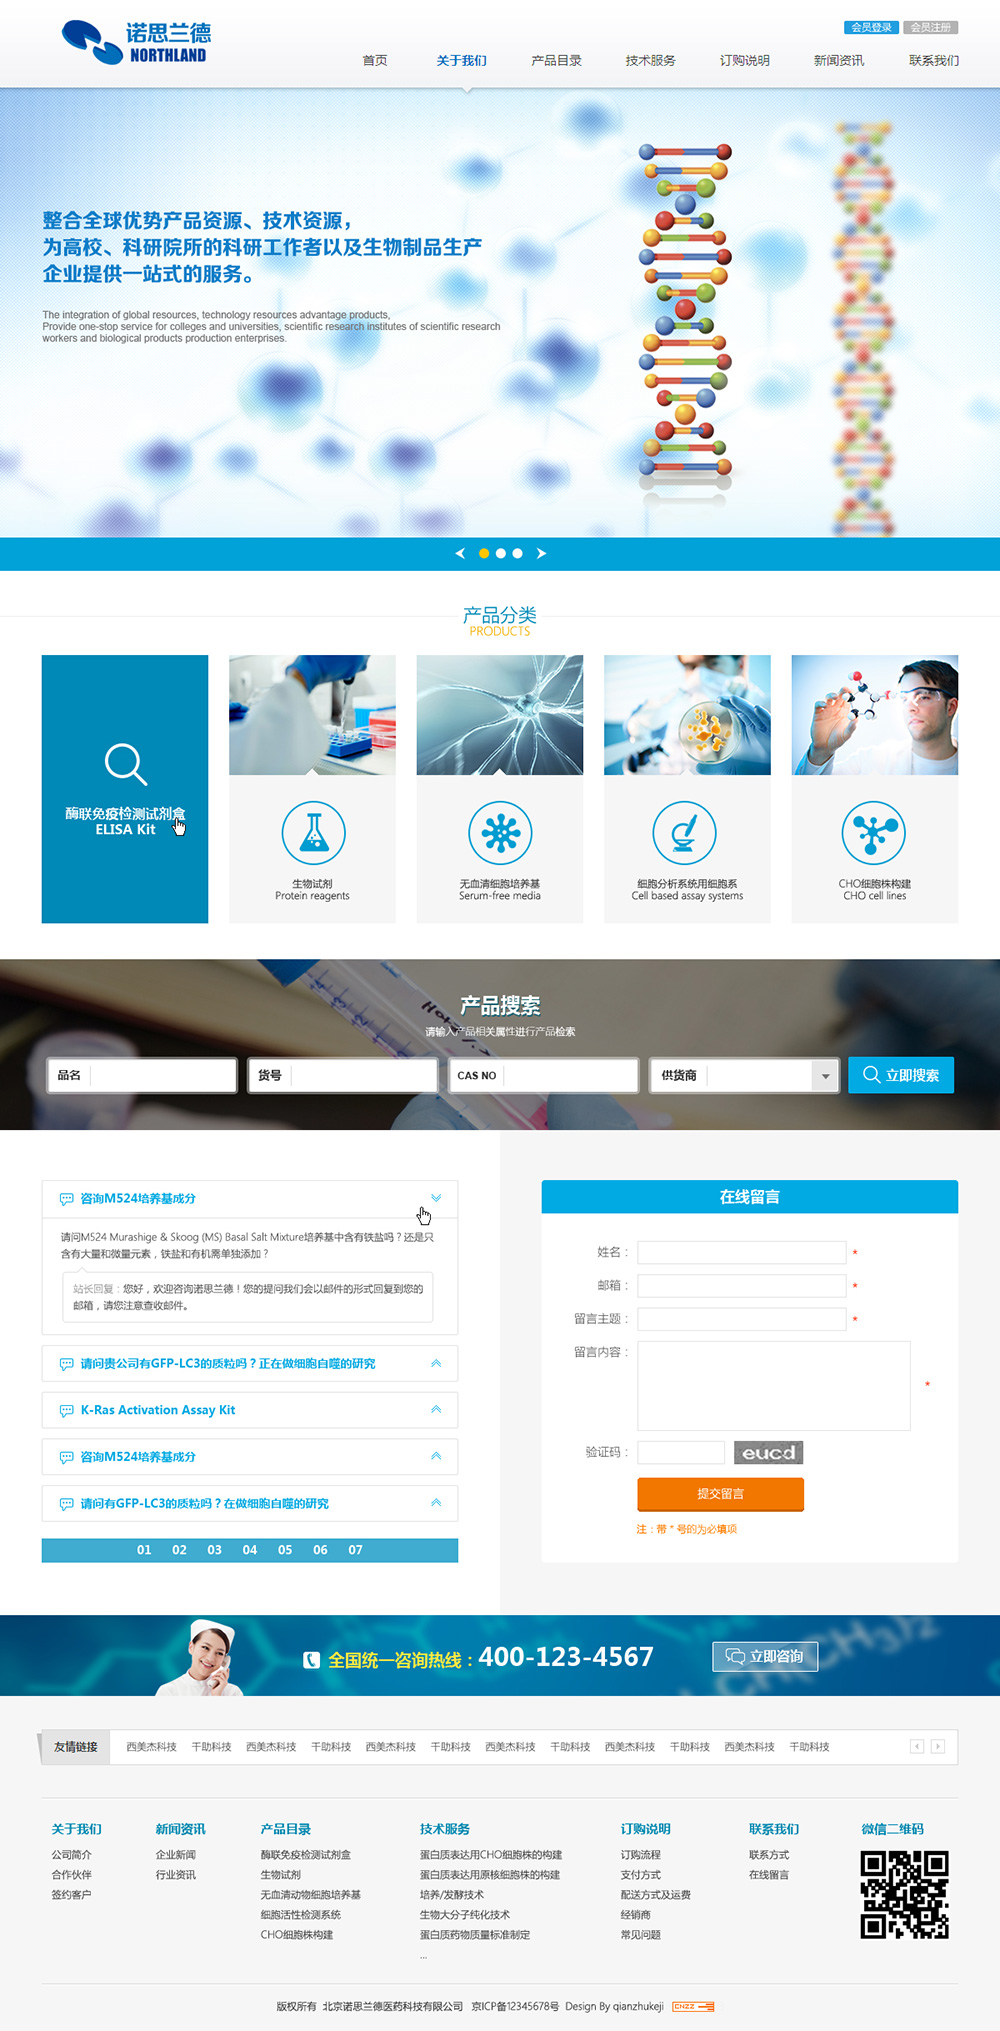 诺思兰德
NORTHLAND
会员登录 会员注册
首页 关于我们 产品目录 技术服务 订购说明 新闻资讯 联系我们
整合全球优势产品资源、技术资源，
为高校、科研院所的科研工作者以及生物制品生产
企业提供一站式的服务。
The integration of global resources, technology resources advantage products,
Provide one-stop service for colleges and universities, scientific research institutes of scientific research
workers and biological products production enterprises.
产品分类
PRODUCTS
酶联免疫检测试剂盒
ELISA Kit
生物试剂
Protein reagents
无血清细胞培养基
Serum-free media
细胞分析系统用细胞系
Cell based assay systems
CHO细胞株构建
CHO cell lines
产品搜索
请输入产品相关属性进行产品检索
品名 货号 CAS NO 供货商 立即搜索
咨询M524培养基成分
请问M524 Murashige & Skoog (MS) Basal Salt Mixture培养基中含有铁盐吗？还是只
含有大量和微量元素，铁盐和有机需单独添加？
站长回复：您好，欢迎咨询诺思兰德！您的提问我们会以邮件的形式回复到您的
邮箱，请您注意查收邮件。
请问贵公司有GFP-LC3的质粒吗？正在做细胞自噬的研究
K-Ras Activation Assay Kit
咨询M524培养基成分
请问有GFP-LC3的质粒吗？在做细胞自噬的研究
01 02 03 04 05 06 07
在线留言
姓名： *
邮箱： *
留言主题： *
留言内容： *
验证码： eucd
提交留言
注：带 * 号的为必填项
全国统一咨询热线：400-123-4567 立即咨询
友情链接 西美杰科技 千助科技 西美杰科技 千助科技 西美杰科技 千助科技 西美杰科技 千助科技 西美杰科技 千助科技 西美杰科技 千助科技
关于我们
公司简介
合作伙伴
签约客户
新闻资讯
企业新闻
行业资讯
产品目录
酶联免疫检测试剂盒
生物试剂
无血清动物细胞培养基
细胞活性检测系统
CHO细胞株构建
技术服务
蛋白质表达用CHO细胞株的构建
蛋白质表达用原核细胞株的构建
培养/发酵技术
生物大分子纯化技术
蛋白质药物质量标准制定
...
订购说明
订购流程
支付方式
配送方式及运费
经销商
常见问题
联系我们
联系方式
在线留言
微信二维码
版权所有 北京诺思兰德医药科技有限公司 京ICP备12345678号 Design By qianzhukeji CNZZ